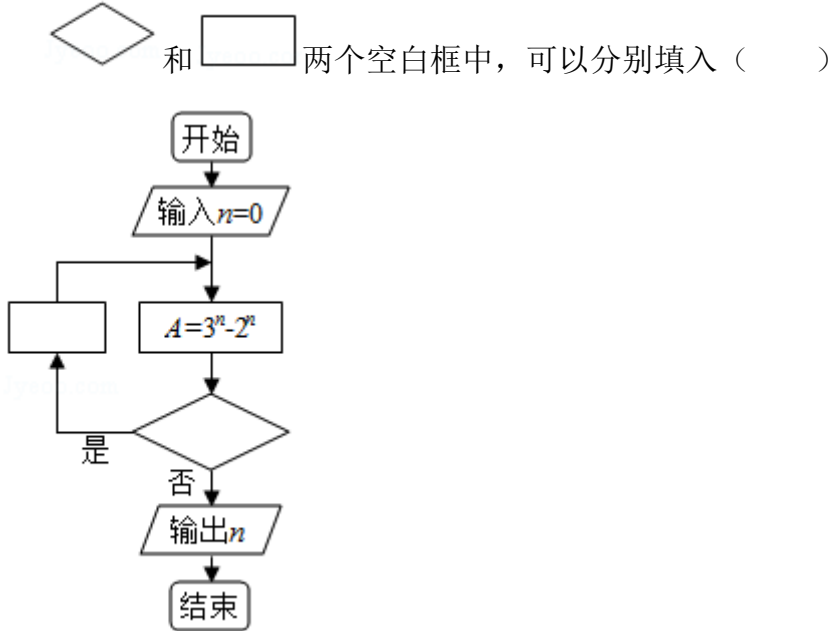 和 两个空白框中，可以分别填入（ ）
开始
输入n=0
A=3ⁿ-2ⁿ
是
否
输出n
结束